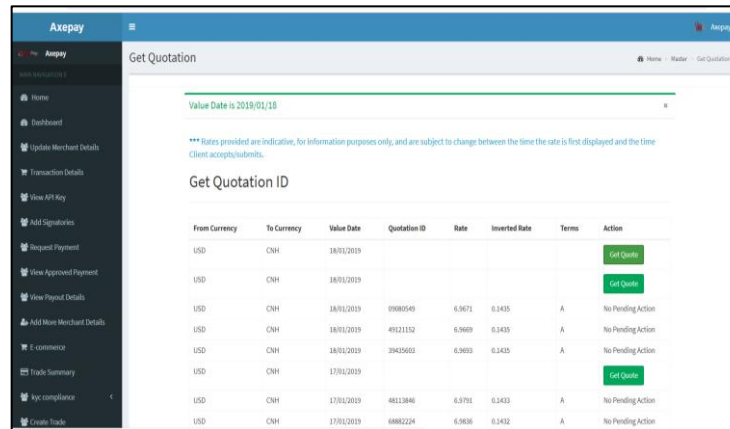 Axepay
Axepay
Axepay
MAIN NAVIGATION
Home
Dashboard
Update Merchant Details
Transaction Details
View API Key
Add Signatories
Request Payment
View Approved Payment
View Payout Details
Add More Merchant Details
E-commerce
Trade Summary
kyc compliance
Create Trade
Get Quotation
Home Master Get Quotation
Value Date is 2019/01/18
*** Rates provided are indicative, for information purposes only, and are subject to change between the time the rate is first displayed and the time
Client accepts/submits.
Get Quotation ID
From Currency To Currency Value Date Quotation ID Rate Inverted Rate Terms Action
USD CNH 18/01/2019 Get Quote
USD CNH 18/01/2019 Get Quote
USD CNH 18/01/2019 09080549 6.9671 0.1435 A No Pending Action
USD CNH 18/01/2019 49121152 6.9669 0.1435 A No Pending Action
USD CNH 18/01/2019 39435603 6.9693 0.1435 A No Pending Action
USD CNH 17/01/2019 Get Quote
USD CNH 17/01/2019 48113846 6.9791 0.1433 A No Pending Action
USD CNH 17/01/2019 68882224 6.9836 0.1432 A No Pending Action